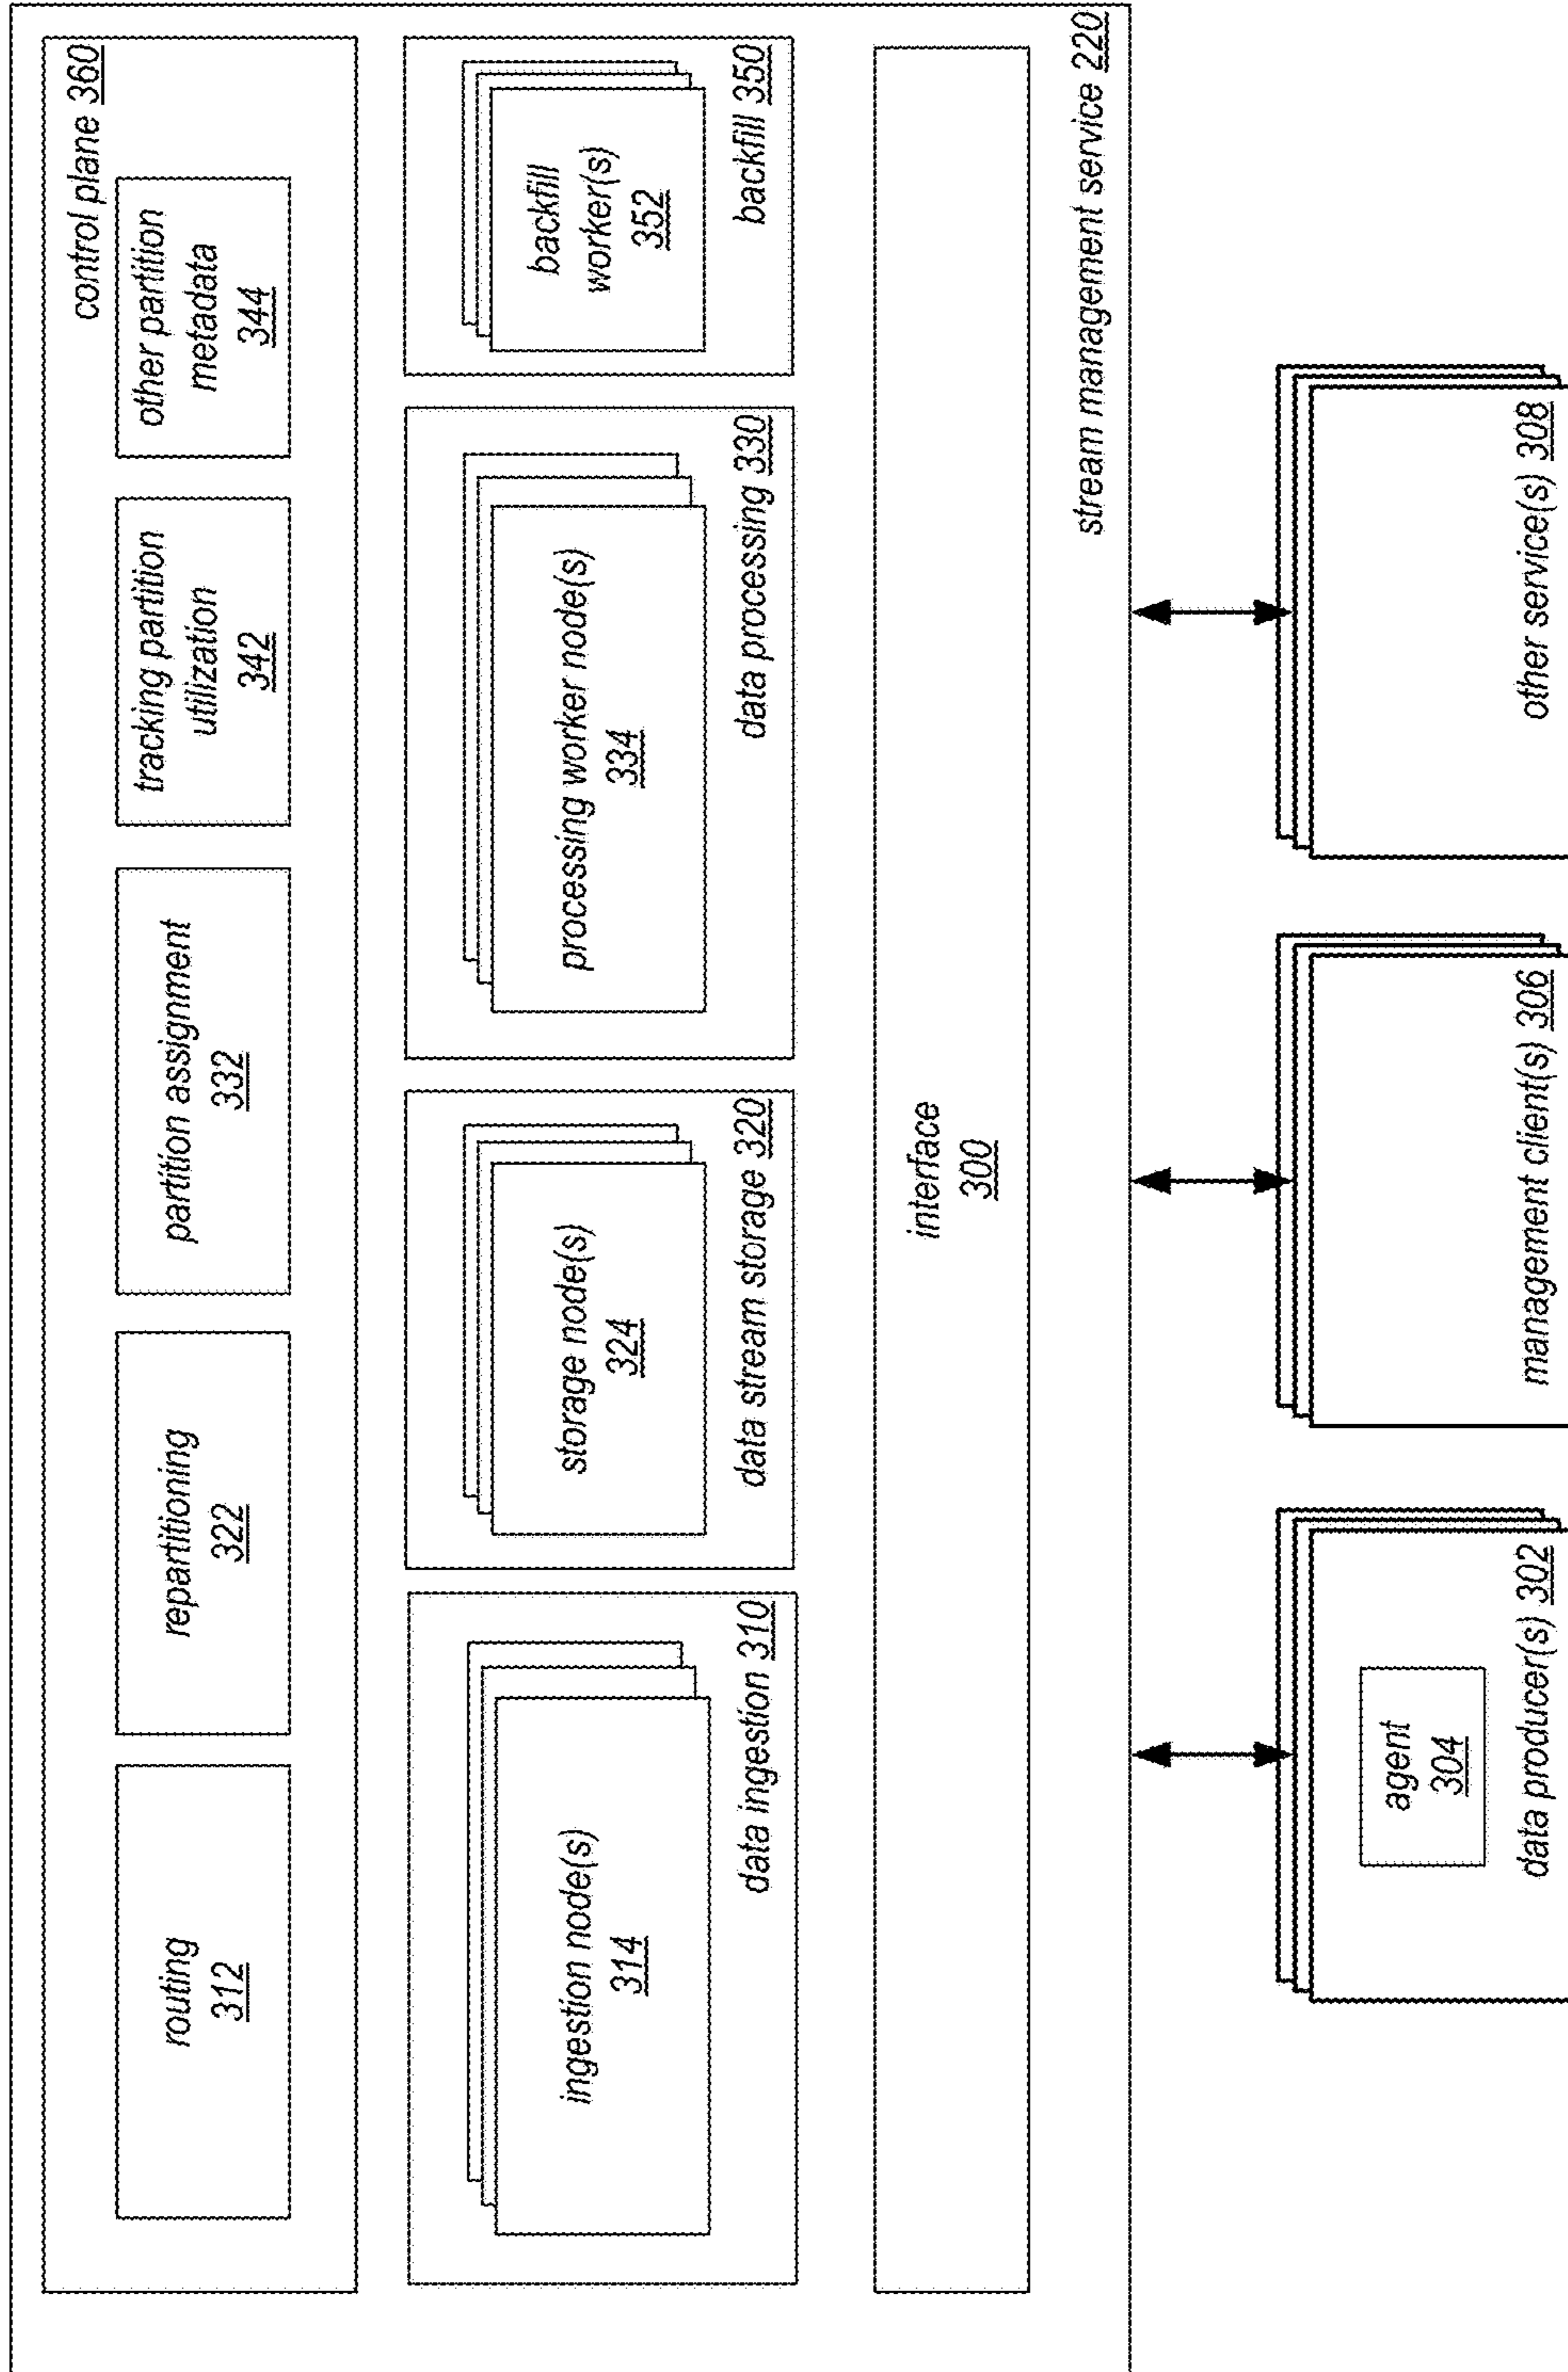 control plane 360
routing
312
repartitioning
322
partition assignment
332
tracking partition
utilization
342
other partition
metadata
344
ingestion node(s)
314
data ingestion 310
storage node(s)
324
data stream storage 320
processing worker node(s)
334
data processing 330
backfill
worker(s)
352
backfill 350
interface
300
stream management service 220
agent
304
data producer(s) 302
management client(s) 306
other service(s) 308